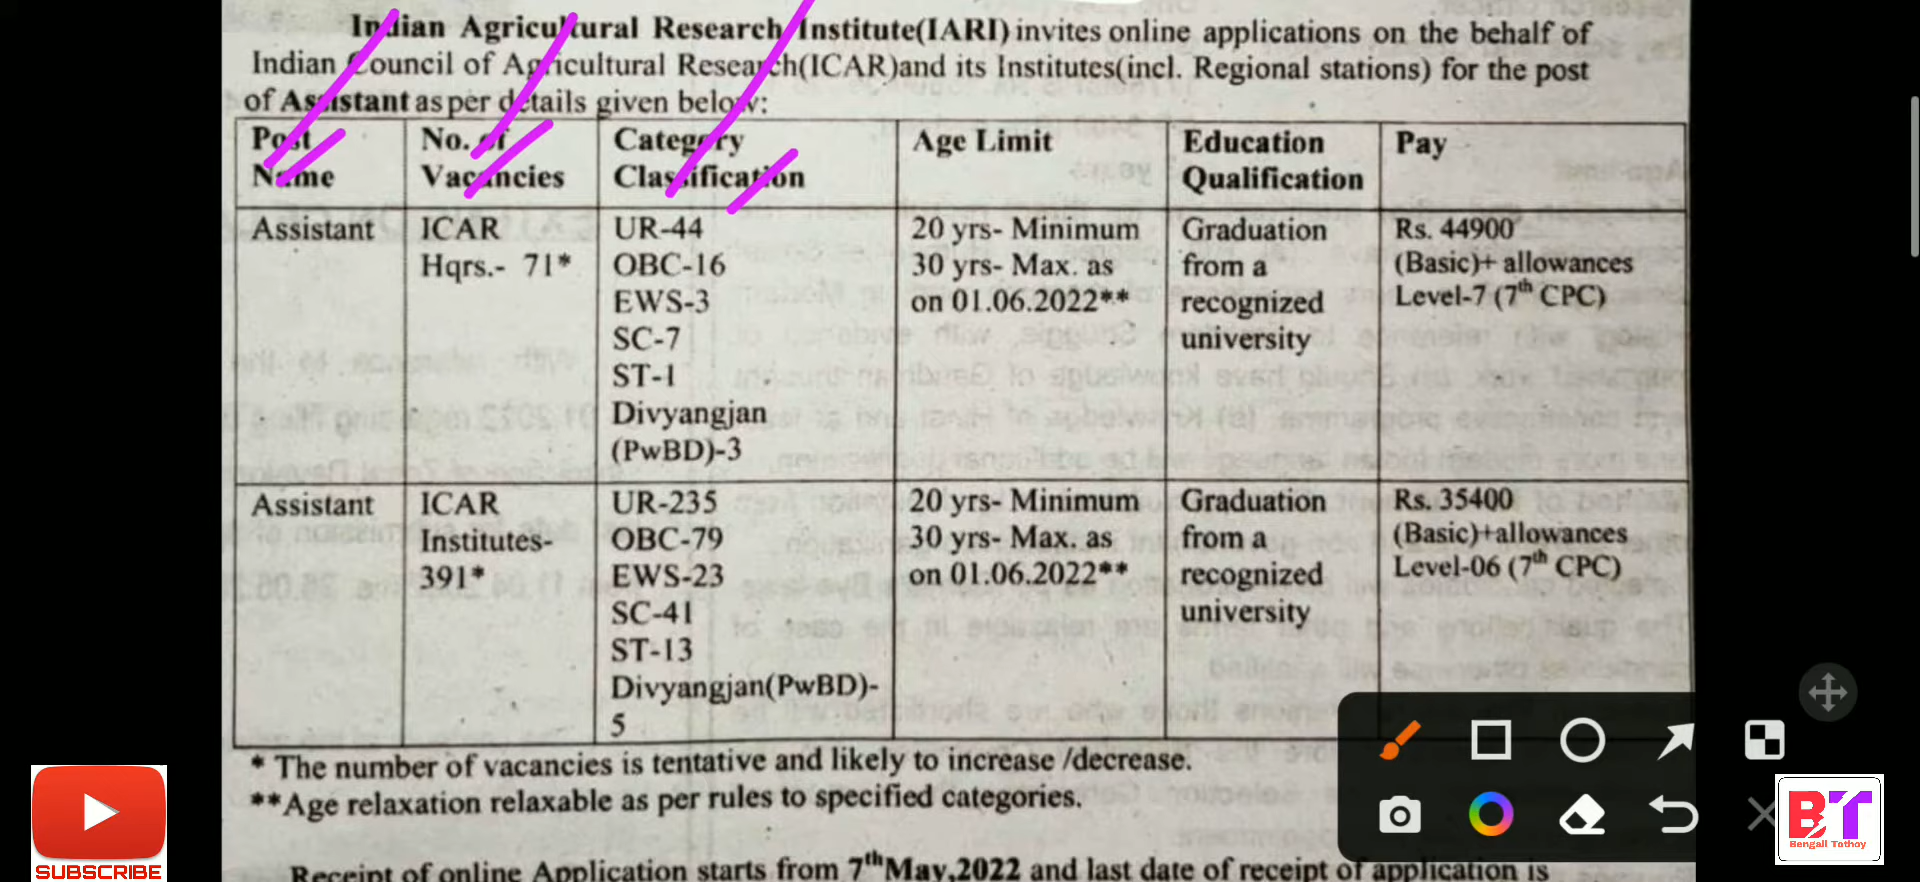 Indian Agricultural Research Institute(IARI) invites online applications on the behalf of
Indian Council of Agricultural Research(ICAR)and its Institutes(incl. Regional stations) for the post
of Assistant as per details given below:
Post Name | No. of Vacancies | Category Classification | Age Limit | Education Qualification | Pay
Assistant
ICAR
Hqrs.- 71*
UR-44
OBC-16
EWS-3
SC-7
ST-1
Divyangjan
(PwBD)-3
20 yrs- Minimum
30 yrs- Max. as
on 01.06.2022**
Graduation
from a
recognized
university
Rs. 44900
(Basic)+ allowances
Level-7 (7th CPC)
Assistant
ICAR
Institutes-
391*
UR-235
OBC-79
EWS-23
SC-41
ST-13
Divyangjan(PwBD)-
5
20 yrs- Minimum
30 yrs- Max. as
on 01.06.2022**
Graduation
from a
recognized
university
Rs. 35400
(Basic)+allowances
Level-06 (7th CPC)
* The number of vacancies is tentative and likely to increase /decrease.
**Age relaxation relaxable as per rules to specified categories.
Receipt of online Application starts from 7th May,2022 and last date of receipt of application is
SUBSCRIBE
BT
Bengali Tothoy